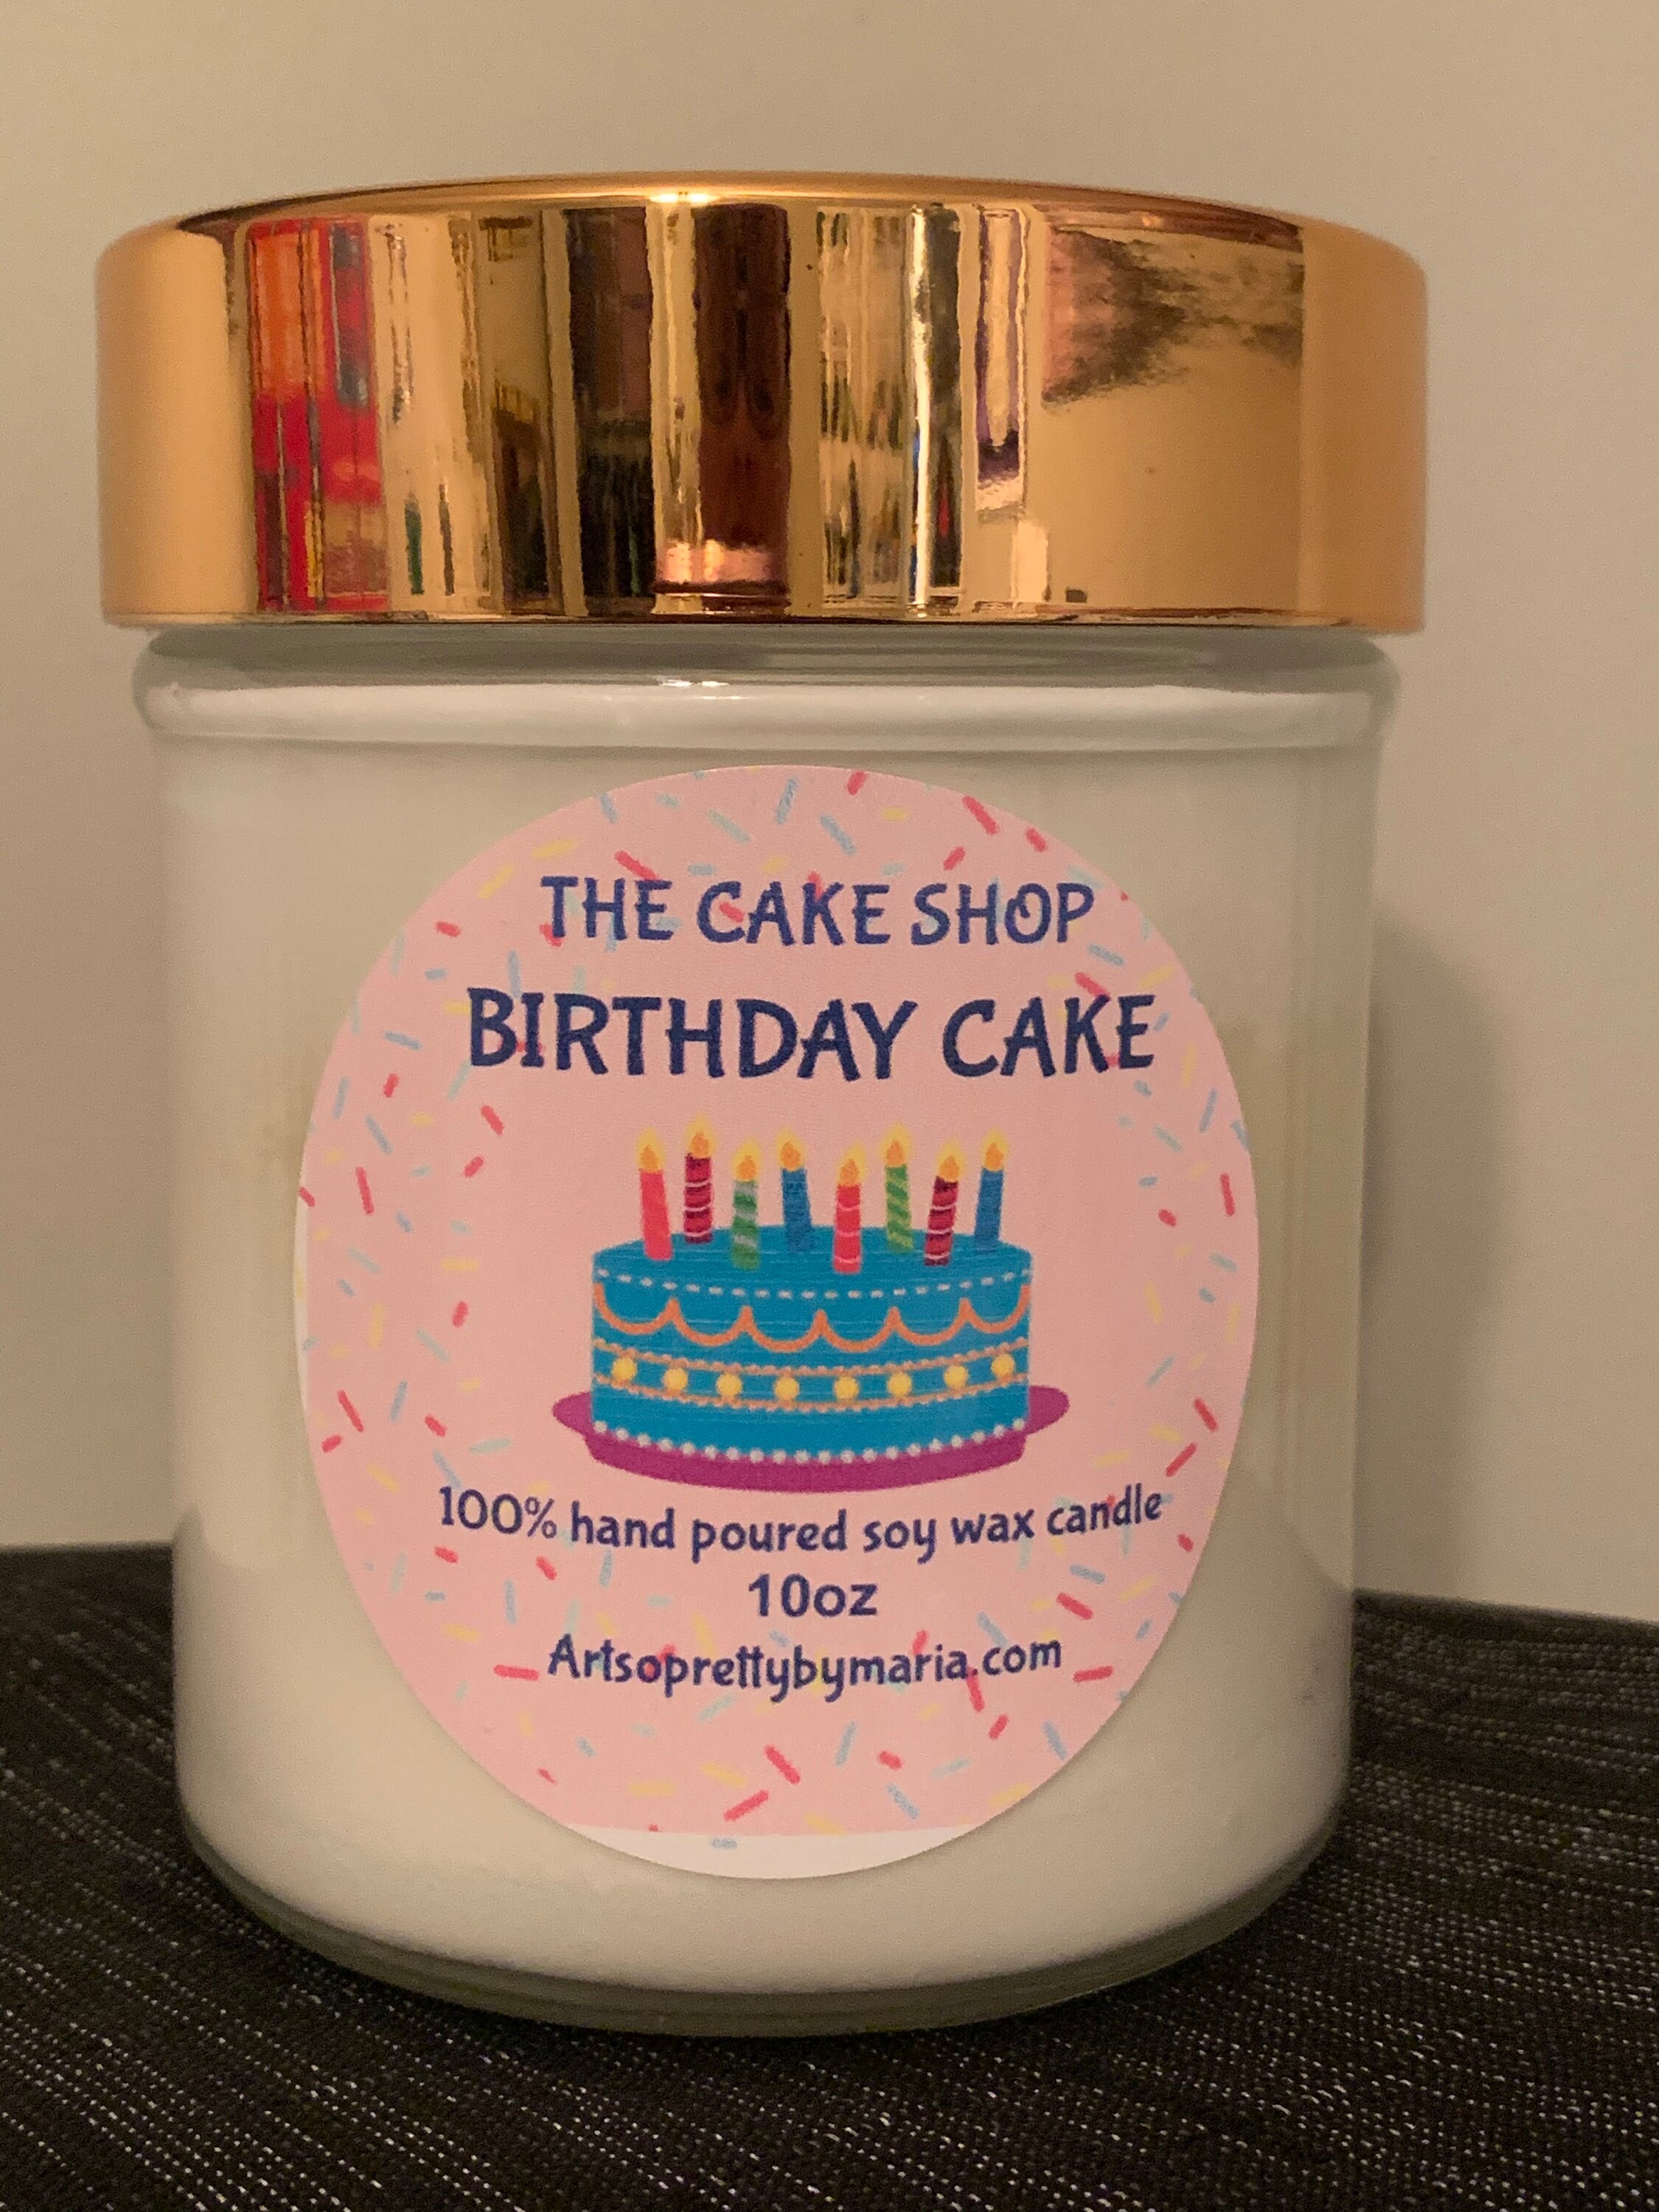 THE CAKE SHOP
BIRTHDAY CAKE
100% hand poured soy wax candle
10oz
Artsoprettybymaria.com